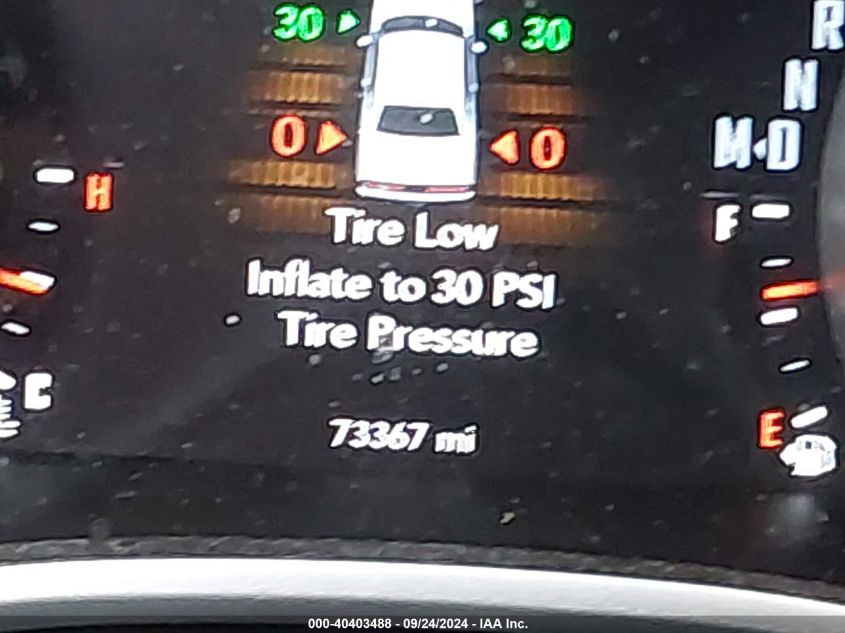 30 30
R
N
0 0
M D
H
F
Tire Low
Inflate to 30 PSI
Tire Pressure
C
73367 mi
E
000-40403488 - 09/24/2024 - IAA Inc.